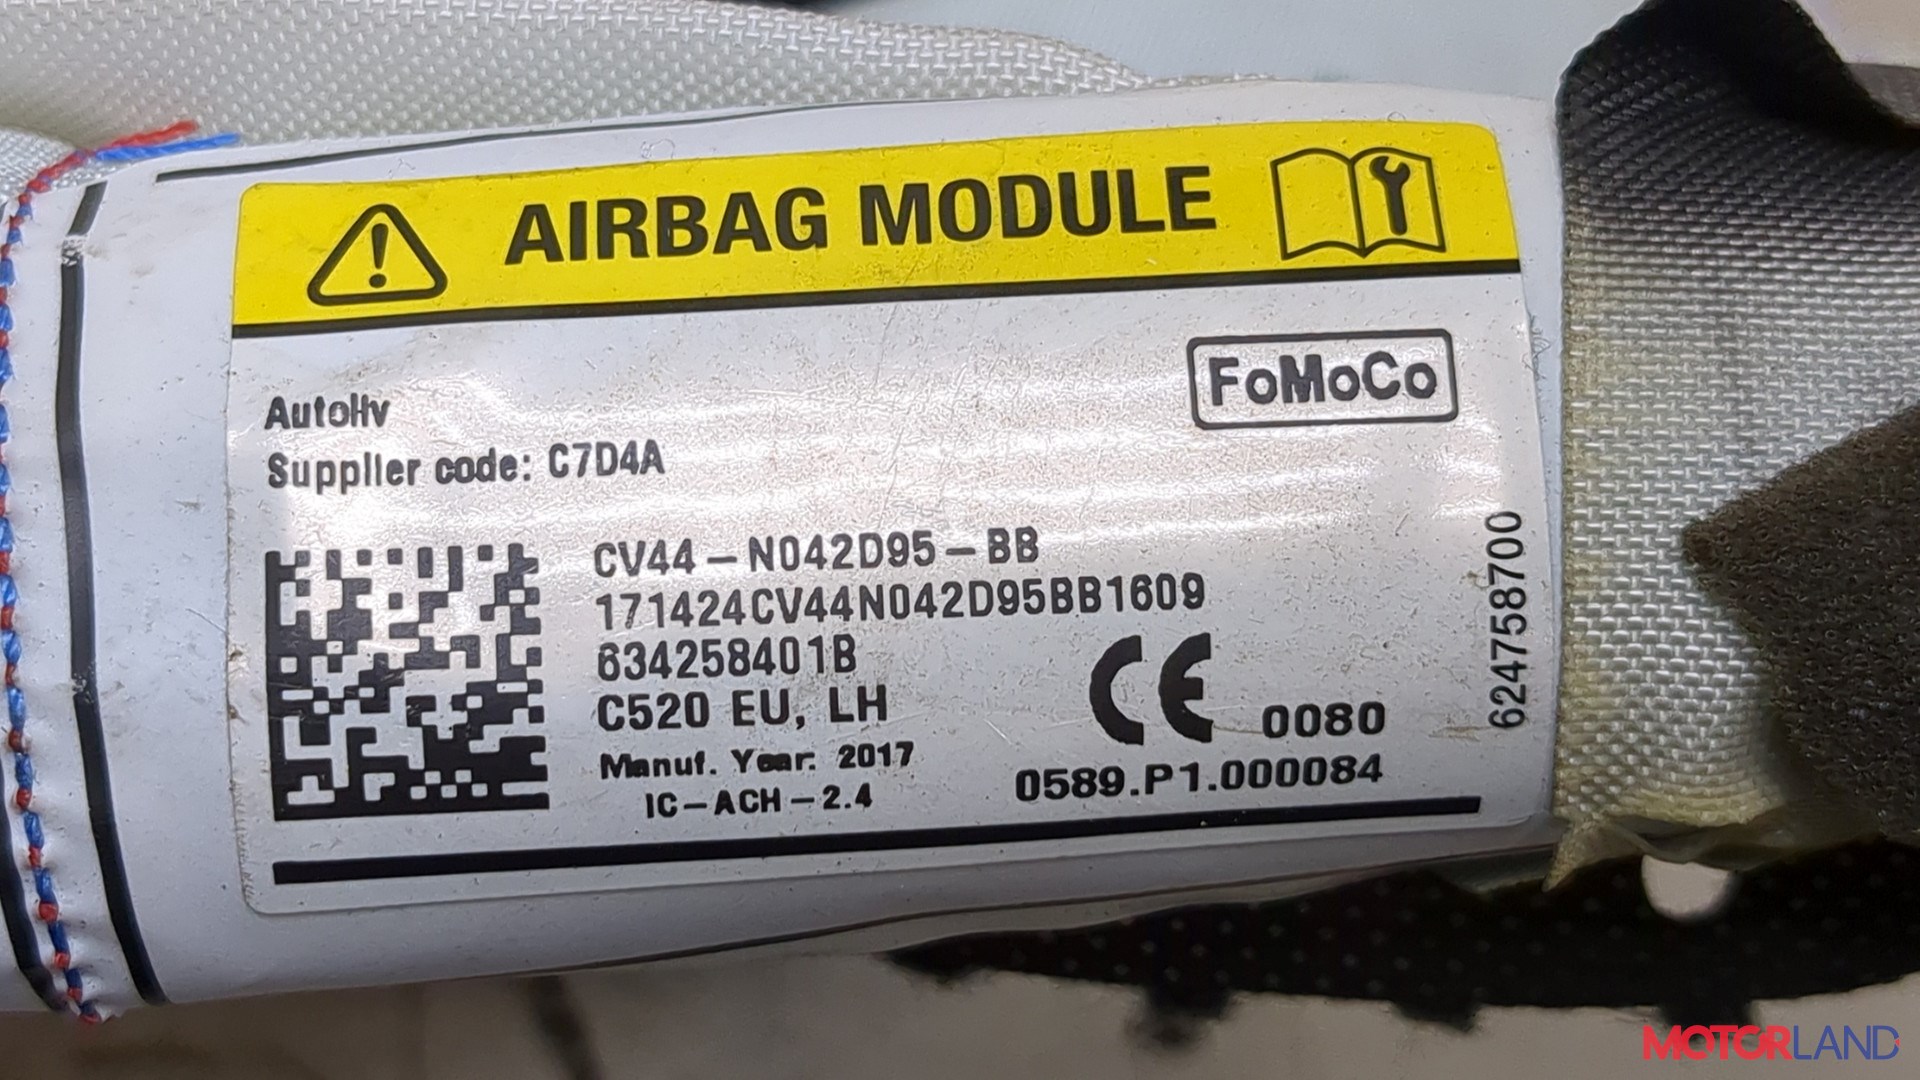 AIRBAG MODULE
FoMoCo
Autoliv
Supplier code: C7D4A
CV44-N042D95-BB
171424CV44N042D95BB1609
634258401B
C520 EU, LH
Manuf. Year: 2017
IC-ACH-2.4
CE 0080
0589.P1.000084
624758700
MOTORLAND